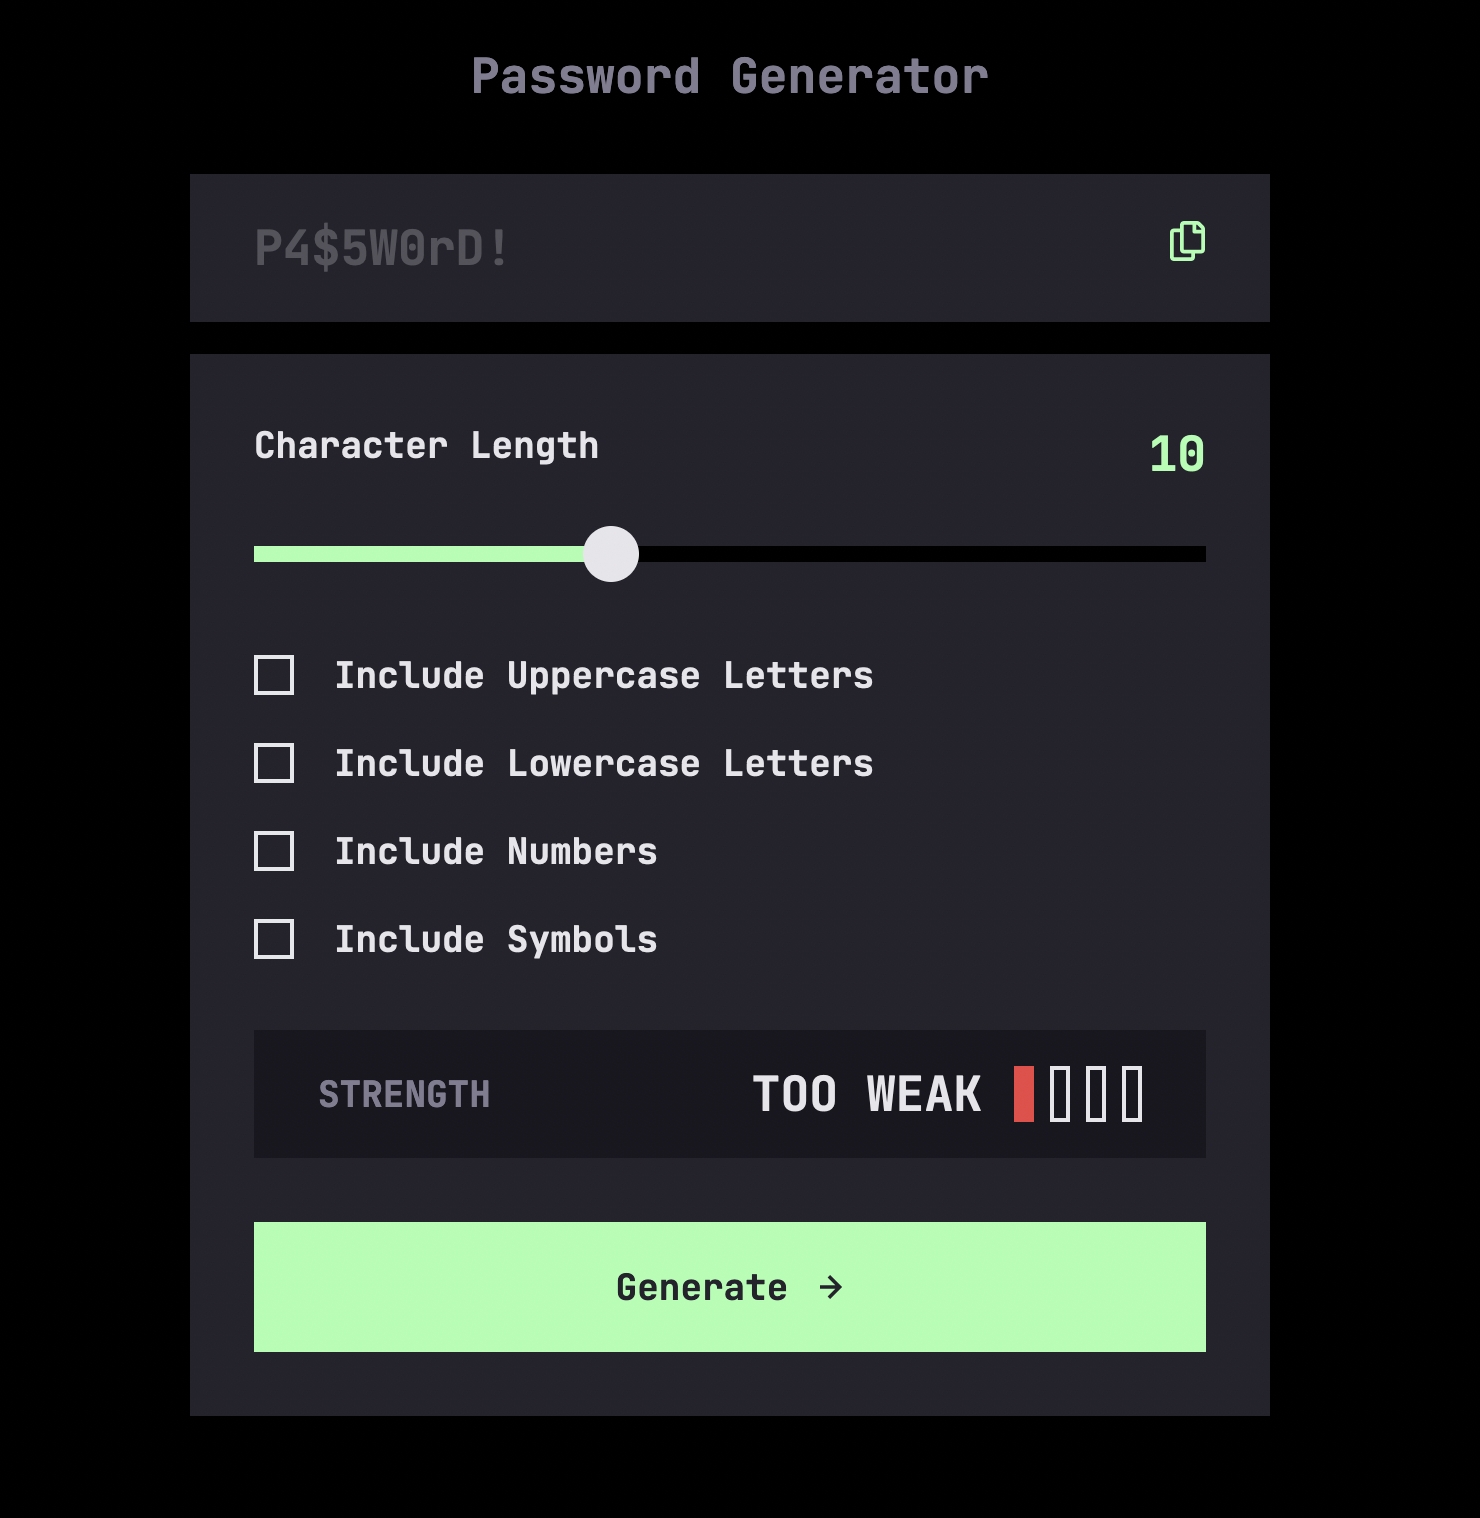 Password Generator
P4$5W0rD!
Character Length
10
Include Uppercase Letters
Include Lowercase Letters
Include Numbers
Include Symbols
STRENGTH TOO WEAK
Generate →